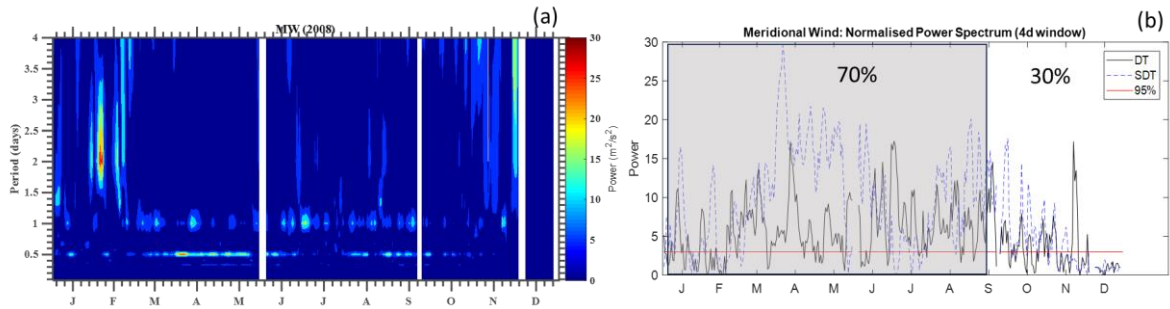 MW (2008)
(a)
Period (days)
4
3.5
3
2.5
2
1.5
1
0.5
J F M A M J J A S O N D
30
25
20
15
10
5
0
Power (m²/s²)
(b)
Meridional Wind: Normalised Power Spectrum (4d window)
70%
30%
DT
SDT
95%
Power
30
25
20
15
10
5
0
J F M A M J J A S O N D